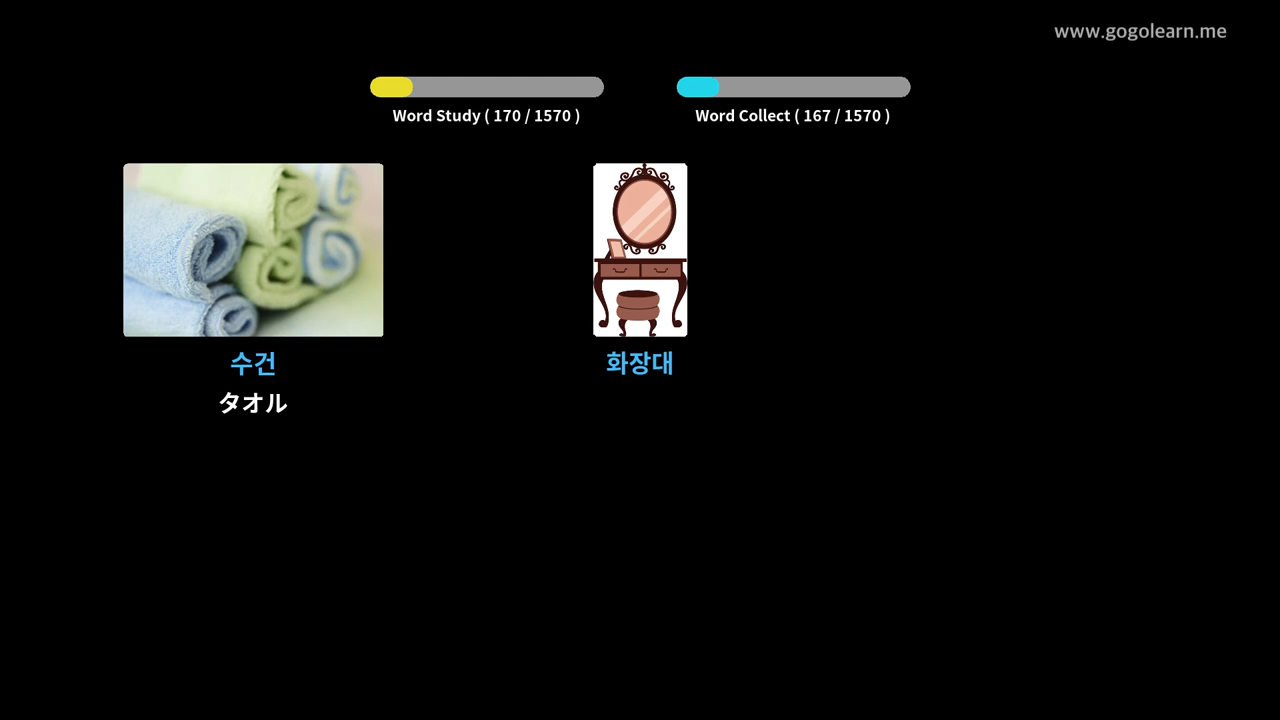 www.gogolearn.me
Word Study ( 170 / 1570 )
Word Collect ( 167 / 1570 )
수건
タオル
화장대